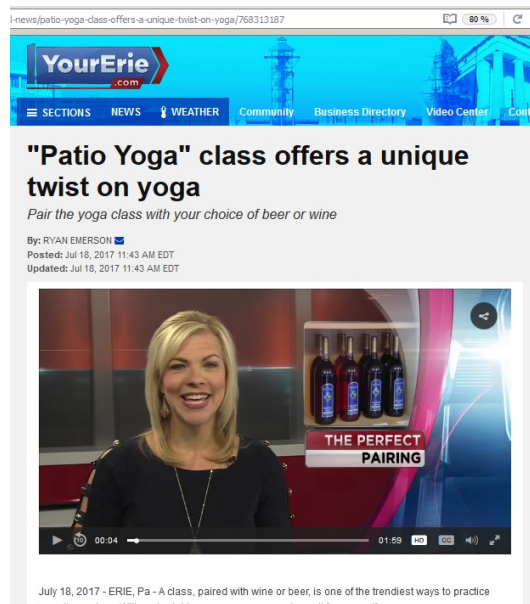 l-news/patio-yoga-class-offers-a-unique-twist-on-yoga/768313187
80 %
YourErie
.com
SECTIONS NEWS WEATHER Community Business Directory Video Center Cont
"Patio Yoga" class offers a unique
twist on yoga
Pair the yoga class with your choice of beer or wine
By: RYAN EMERSON
Posted: Jul 18, 2017 11:43 AM EDT
Updated: Jul 18, 2017 11:43 AM EDT
THE PERFECT
PAIRING
10 00:04 01:59 HD CC
July 18, 2017 - ERIE, Pa - A class, paired with wine or beer, is one of the trendiest ways to practice